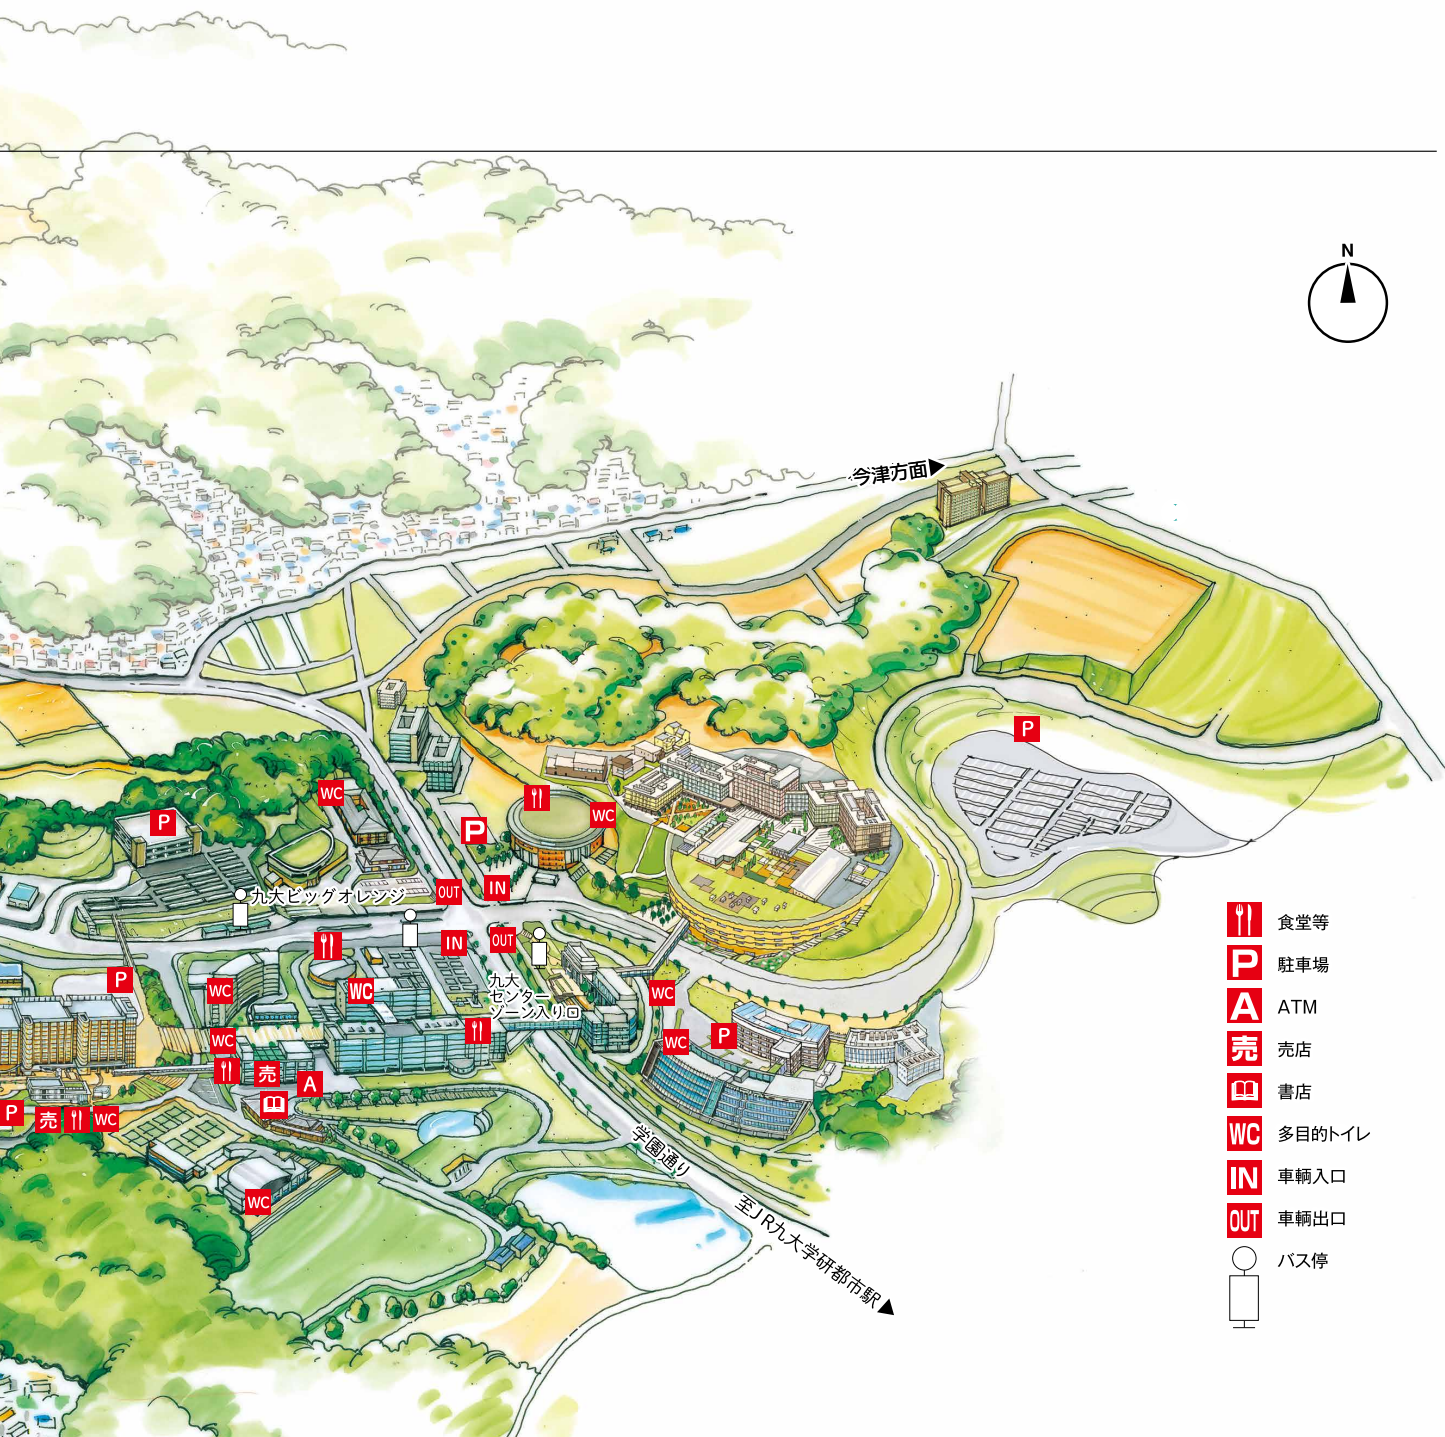 N
今津方面
P
WC
P
WC
P
九大ビッグオレンジ
OUT
IN
IN
OUT
九大
センター
ゾーン入り口
P
WC
WC
WC
WC
WC
P
売
A
P
売
WC
WC
学園通り
至JR九大学研都市駅
食堂等
P
駐車場
A
ATM
売
売店
書店
WC
多目的トイレ
IN
車輌入口
OUT
車輌出口
バス停